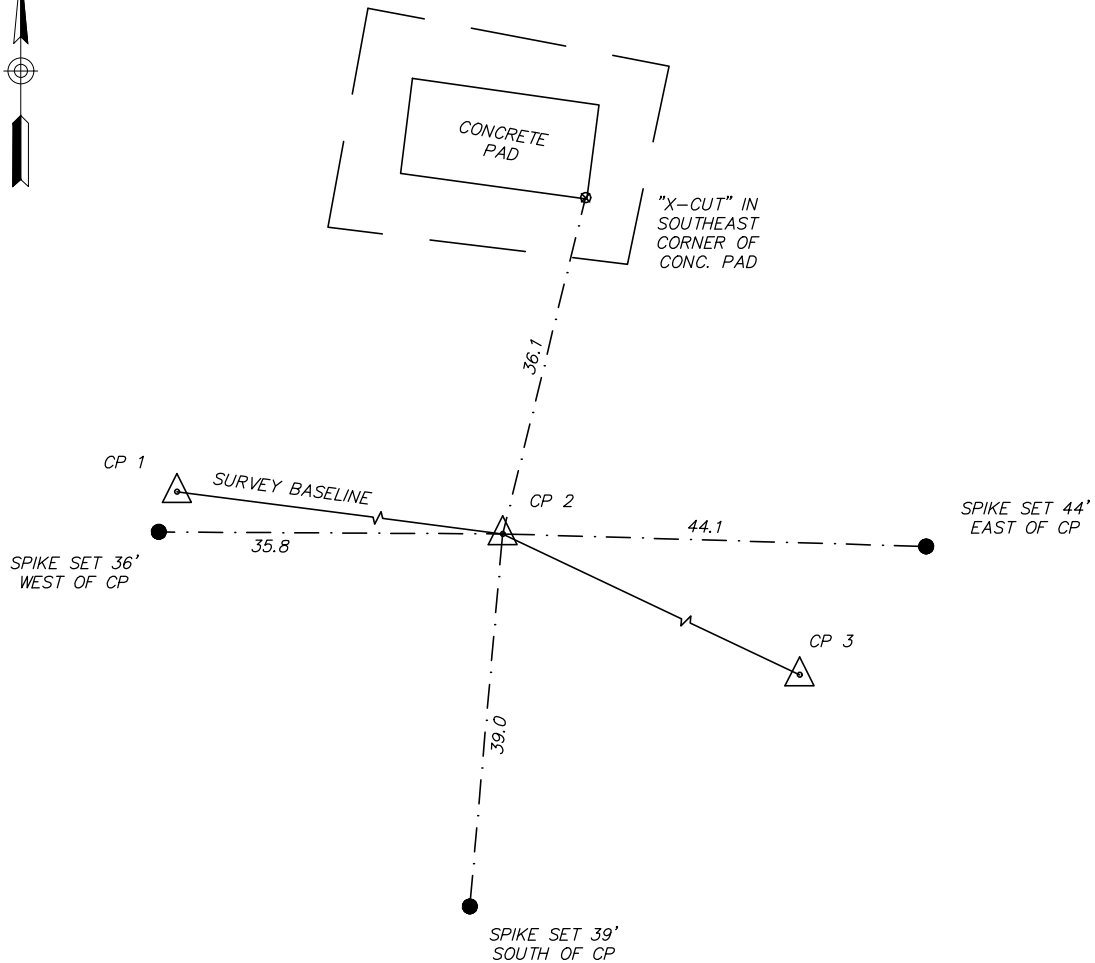 CONCRETE
PAD
"X-CUT" IN
SOUTHEAST
CORNER OF
CONC. PAD
36.1
CP 1
SURVEY BASELINE
CP 2
SPIKE SET 44'
EAST OF CP
44.1
35.8
SPIKE SET 36'
WEST OF CP
CP 3
39.0
SPIKE SET 39'
SOUTH OF CP